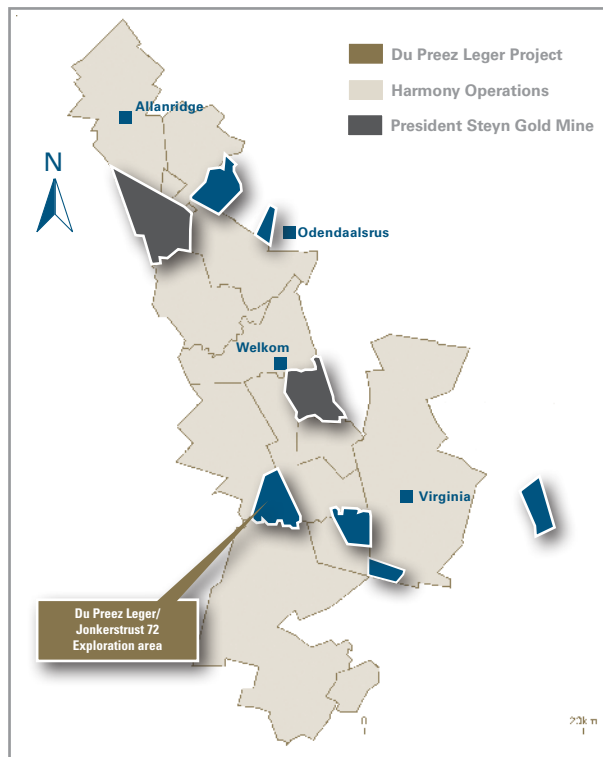 Du Preez Leger Project
Harmony Operations
President Steyn Gold Mine
Allanridge
N
Odendaalsrus
Welkom
Virginia
Du Preez Leger/
Jonkerstrust 72
Exploration area
0 20km